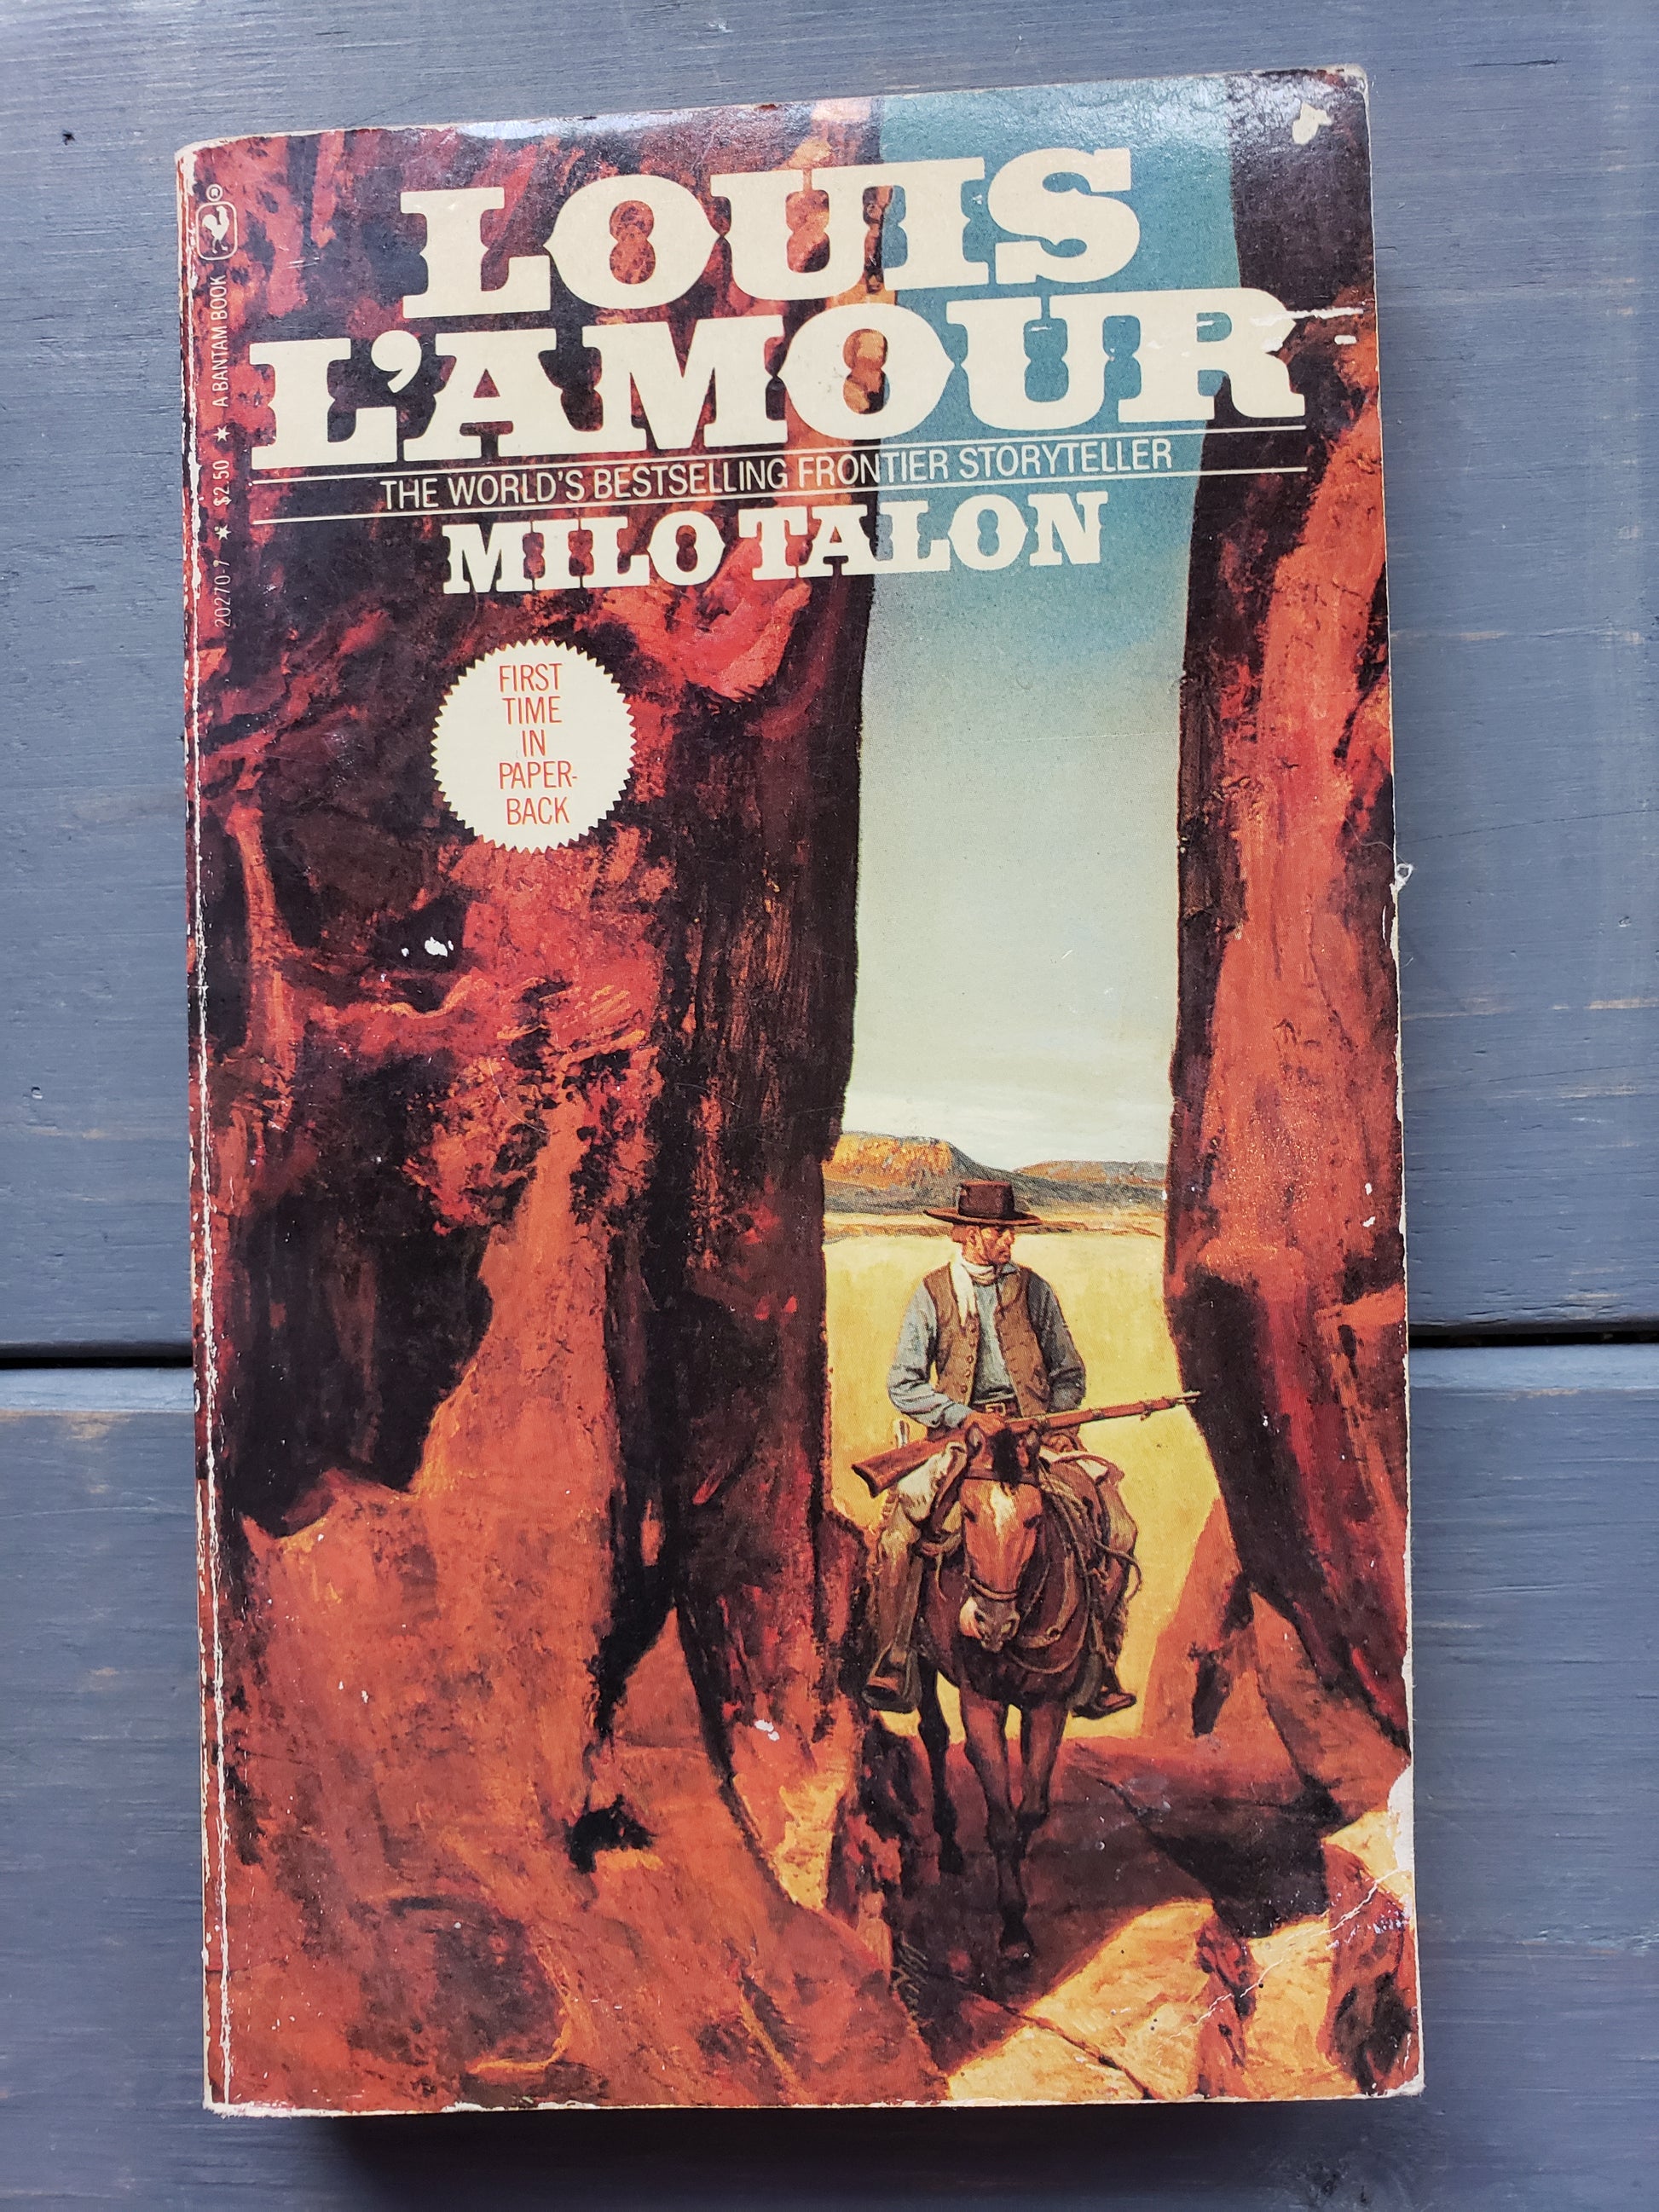 LOUIS
L'AMOUR
THE WORLD'S BESTSELLING FRONTIER STORYTELLER
MILO TALON
FIRST
TIME
IN
PAPER-
BACK
20270-7 ★ $2.50 ★ A BANTAM BOOK ®